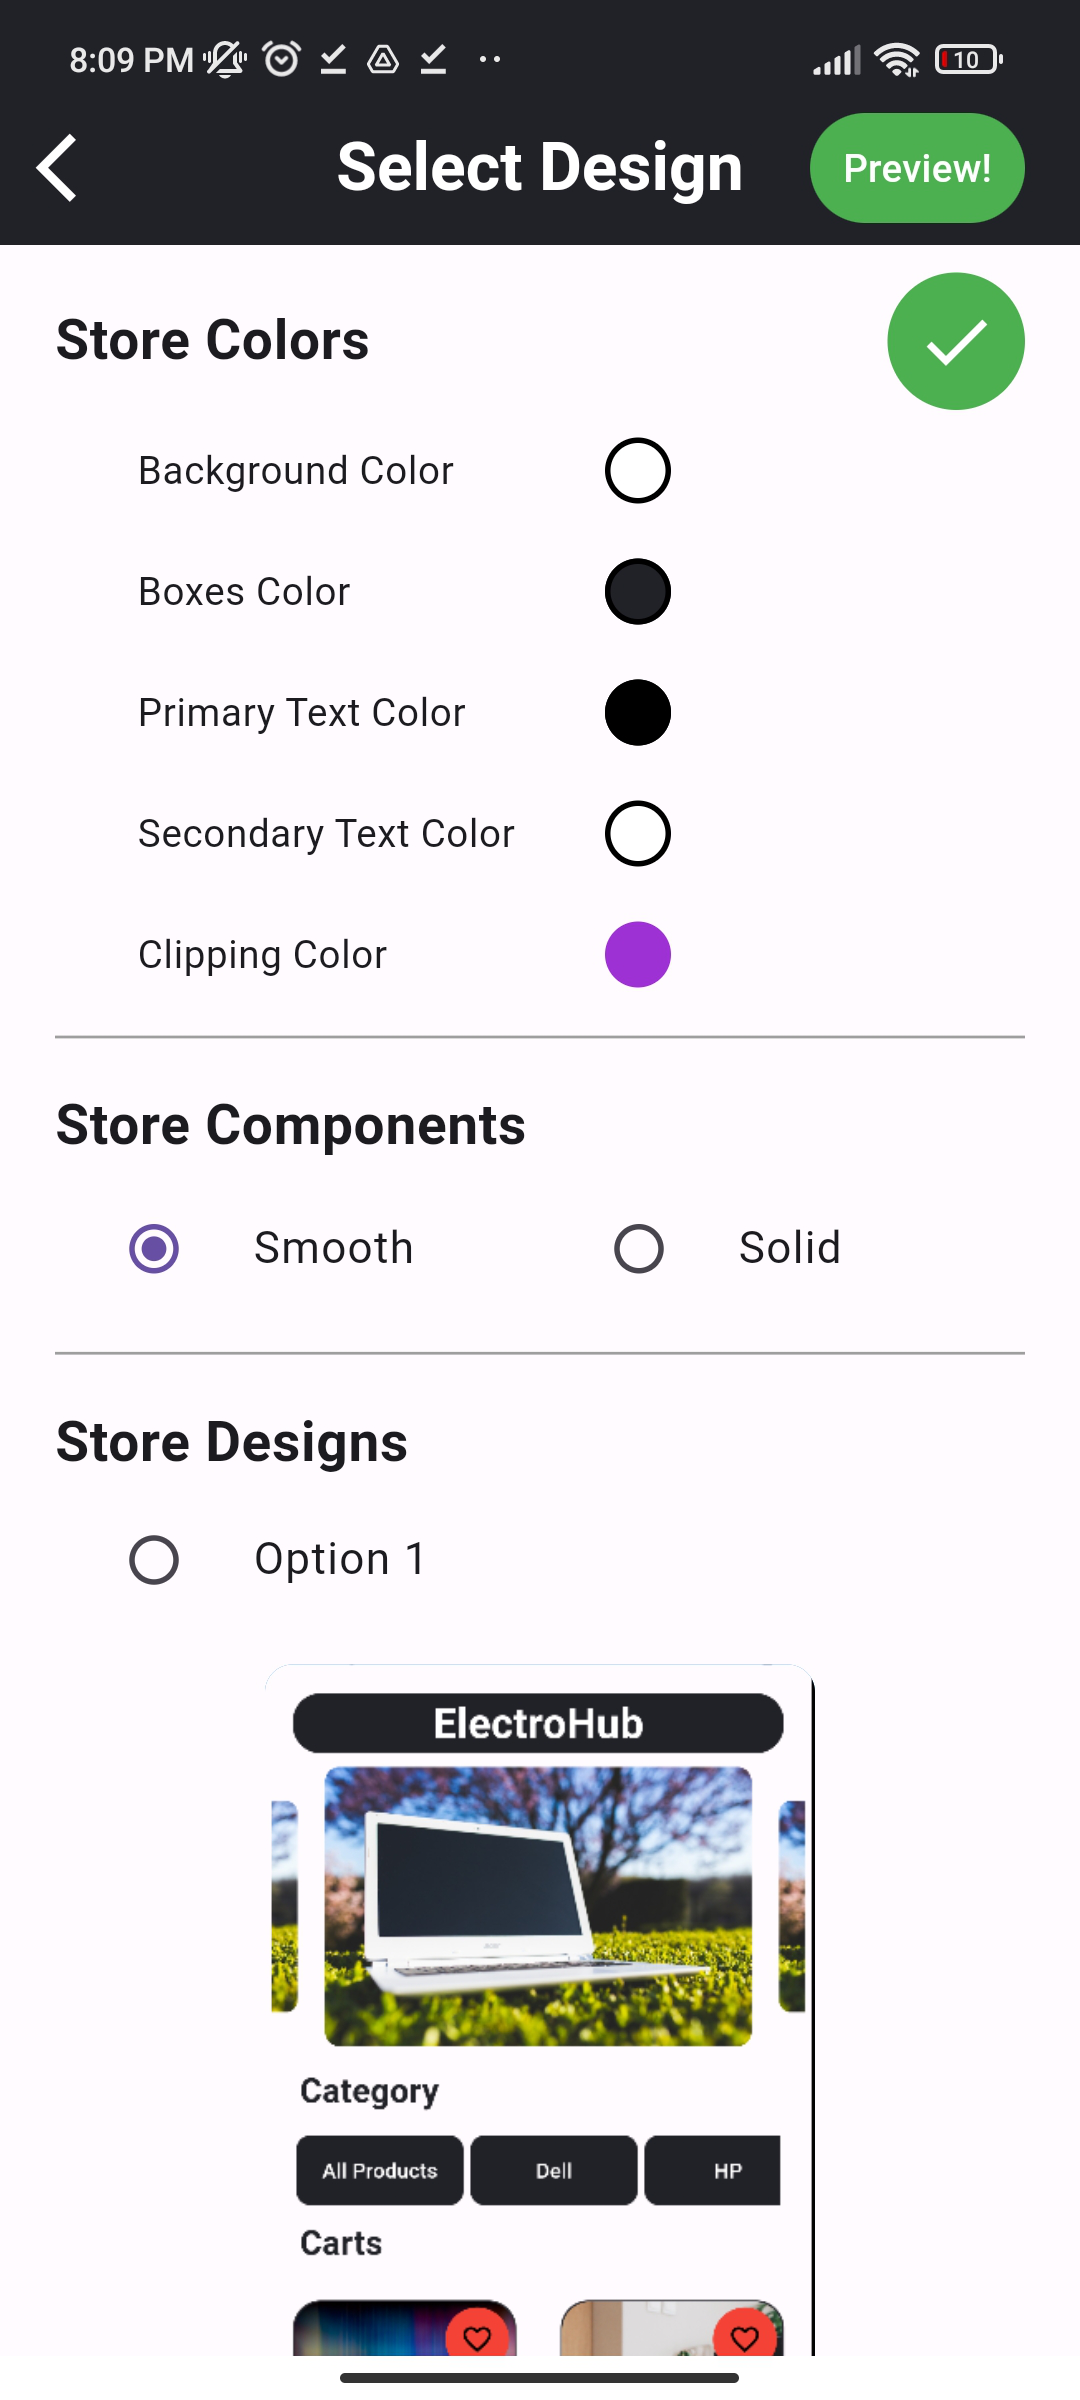 8:09 PM
10
Select Design
Preview!
Store Colors
Background Color
Boxes Color
Primary Text Color
Secondary Text Color
Clipping Color
Store Components
Smooth
Solid
Store Designs
Option 1
ElectroHub
Category
All Products
Dell
HP
Carts